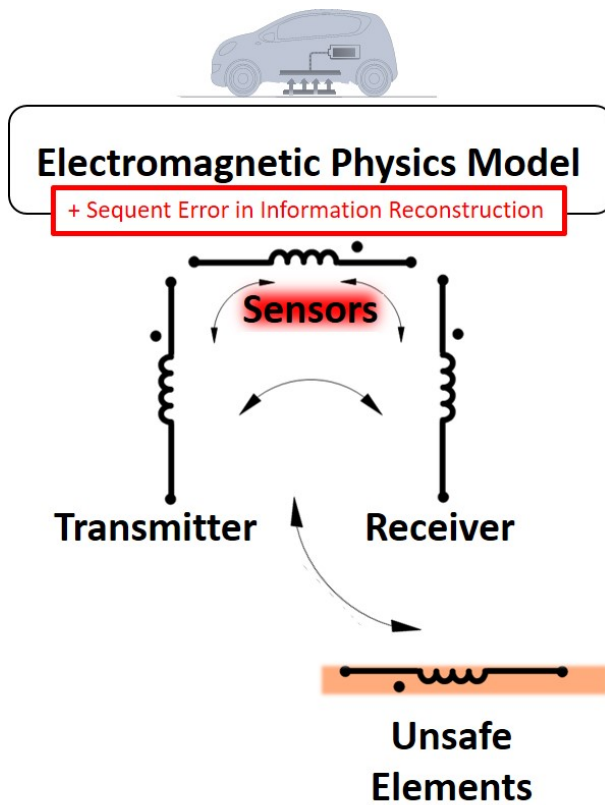 Electromagnetic Physics Model
+ Sequent Error in Information Reconstruction
Sensors
Transmitter
Receiver
Unsafe
Elements